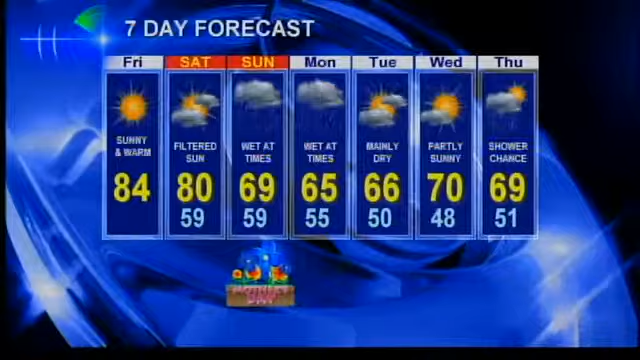 7 DAY FORECAST
Fri SAT SUN Mon Tue Wed Thu
SUNNY & WARM
FILTERED SUN
WET AT TIMES
WET AT TIMES
MAINLY DRY
PARTLY SUNNY
SHOWER CHANCE
84 80 69 65 66 70 69
59 59 55 50 48 51
MOTHER'S
DAY